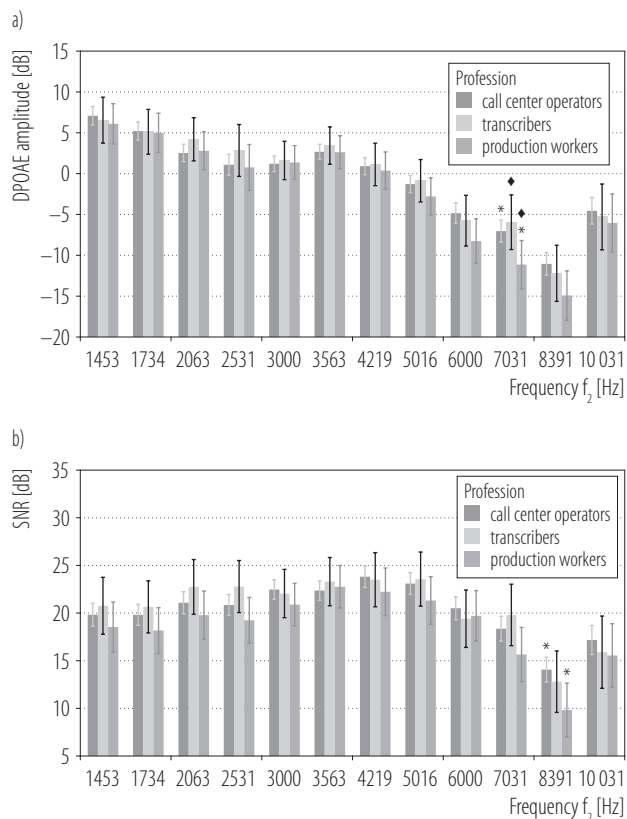 a)
DPOAE amplitude [dB]
15
10
5
0
−5
−10
−15
−20
Profession
call center operators
transcribers
production workers
* ♦ ♦ *
1453 1734 2063 2531 3000 3563 4219 5016 6000 7031 8391 10 031
Frequency f2 [Hz]
b)
SNR [dB]
35
30
25
20
15
10
5
Profession
call center operators
transcribers
production workers
* *
1453 1734 2063 2531 3000 3563 4219 5016 6000 7031 8391 10 031
Frequency f2 [Hz]